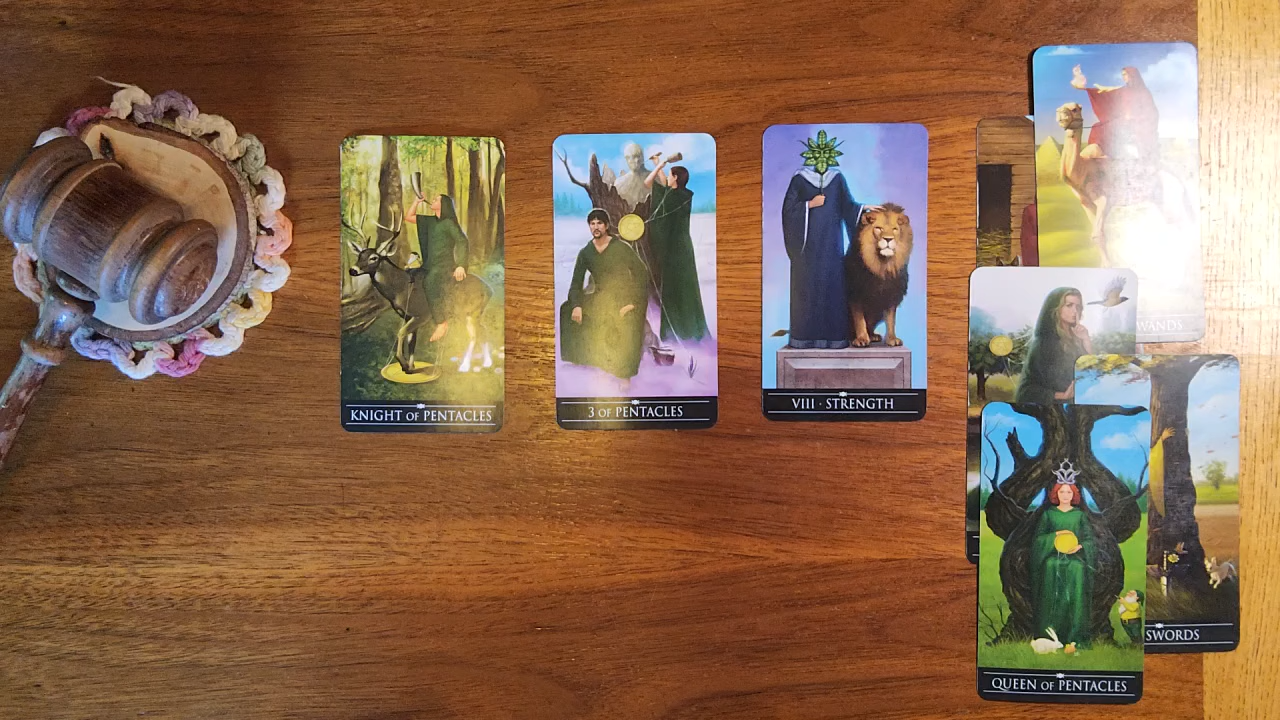 KNIGHT OF PENTACLES
3 OF PENTACLES
VIII · STRENGTH
WANDS
SWORDS
QUEEN OF PENTACLES